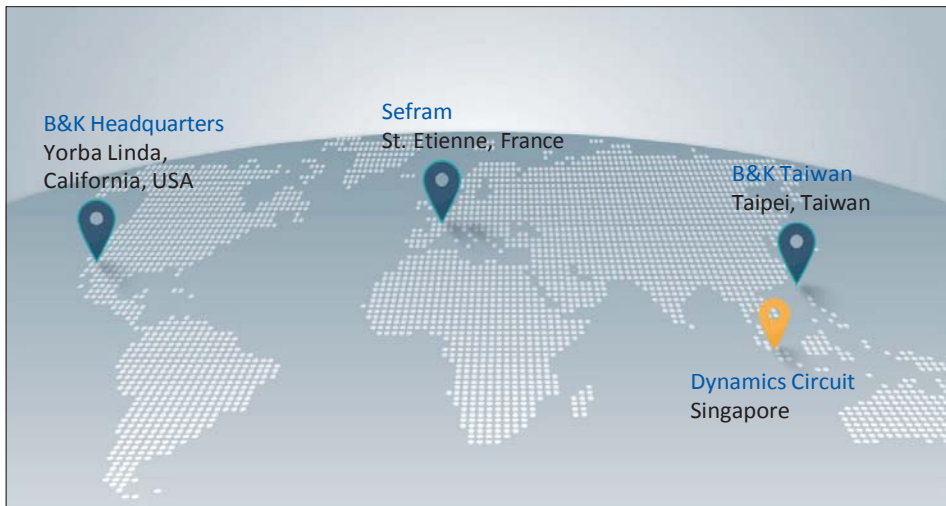 B&K Headquarters
Yorba Linda,
California, USA
Sefram
St. Etienne, France
B&K Taiwan
Taipei, Taiwan
Dynamics Circuit
Singapore